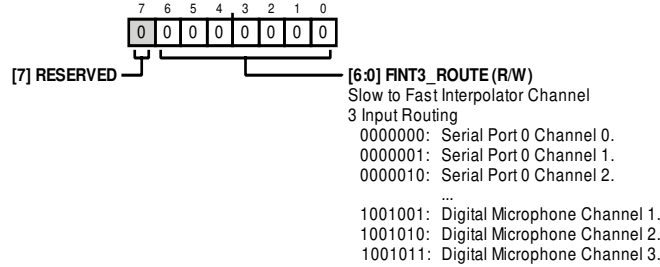 7 6 5 4 3 2 1 0
0 0 0 0 0 0 0 0
[7] RESERVED
[6:0] FINT3_ROUTE (R/W)
Slow to Fast Interpolator Channel
3 Input Routing
0000000: Serial Port 0 Channel 0.
0000001: Serial Port 0 Channel 1.
0000010: Serial Port 0 Channel 2.
...
1001001: Digital Microphone Channel 1.
1001010: Digital Microphone Channel 2.
1001011: Digital Microphone Channel 3.